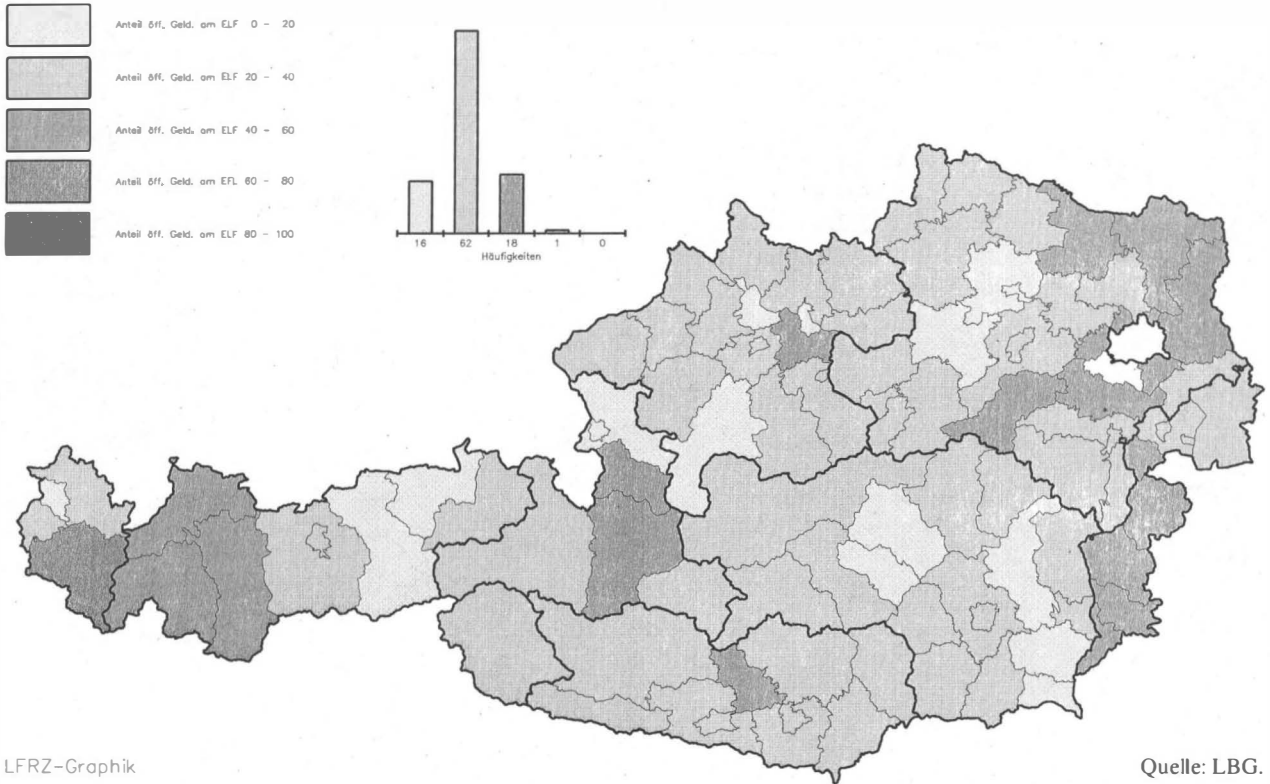 Anteil öff. Geld. am ELF 0 - 20
Anteil öff. Geld. am ELF 20 - 40
Anteil öff. Geld. am ELF 40 - 60
Anteil öff. Geld. am EFL 60 - 80
Anteil öff. Geld. am ELF 80 - 100
16 62 18 1 0
Häufigkeiten
LFRZ-Graphik
Quelle: LBG.